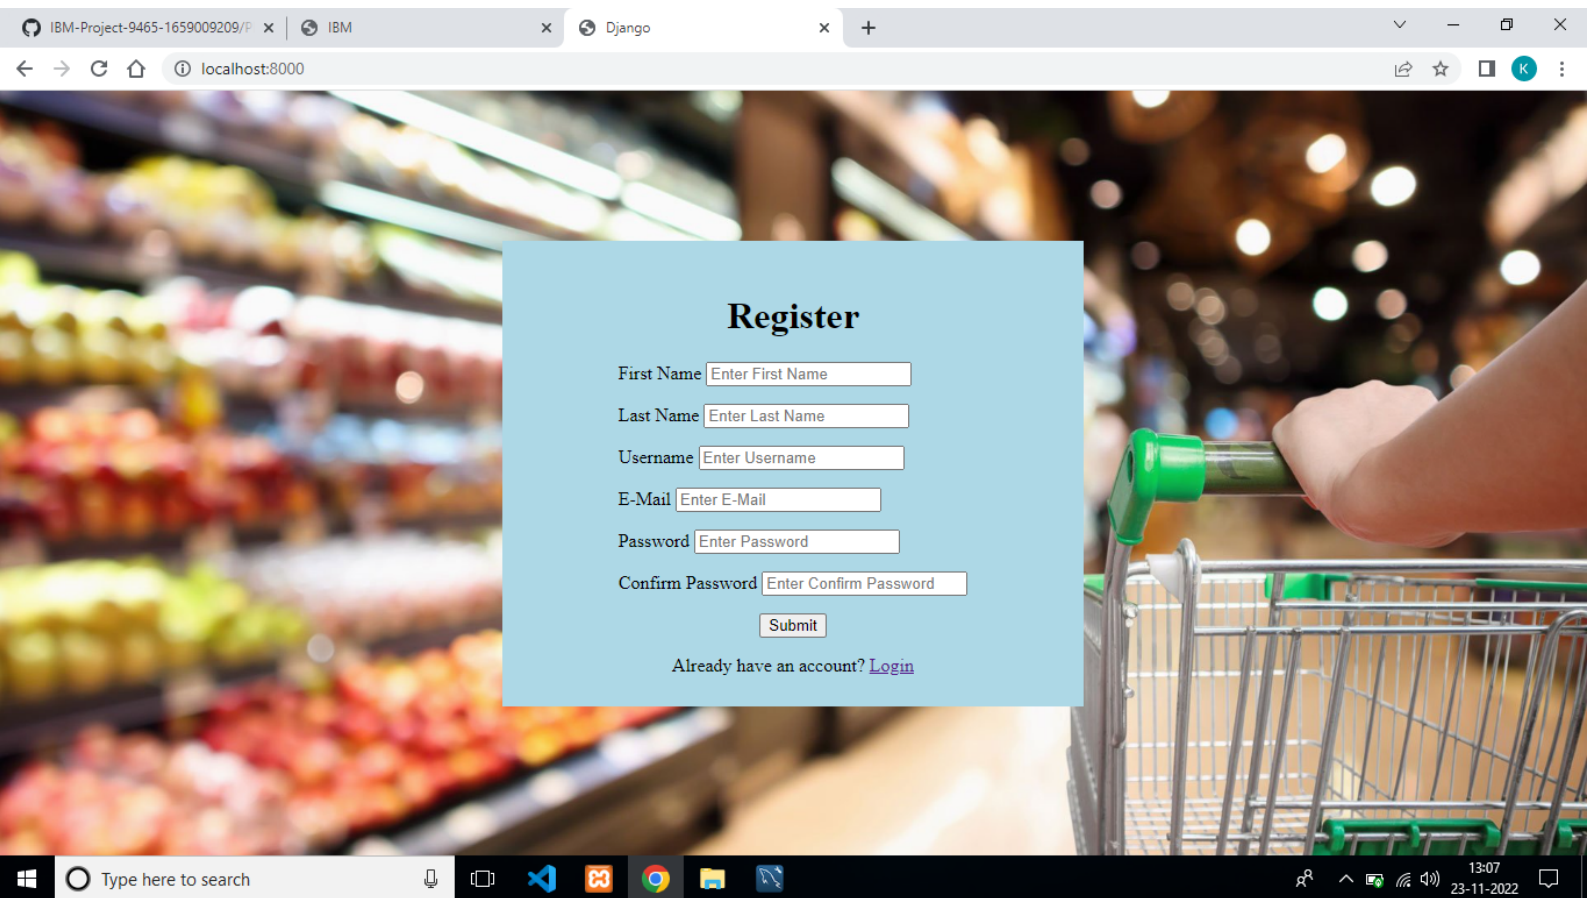 IBM-Project-9465-1659009209/P
IBM
Django
localhost:8000
K
Register
First Name Enter First Name
Last Name Enter Last Name
Username Enter Username
E-Mail Enter E-Mail
Password Enter Password
Confirm Password Enter Confirm Password
Submit
Already have an account? Login
Type here to search
13:07
23-11-2022